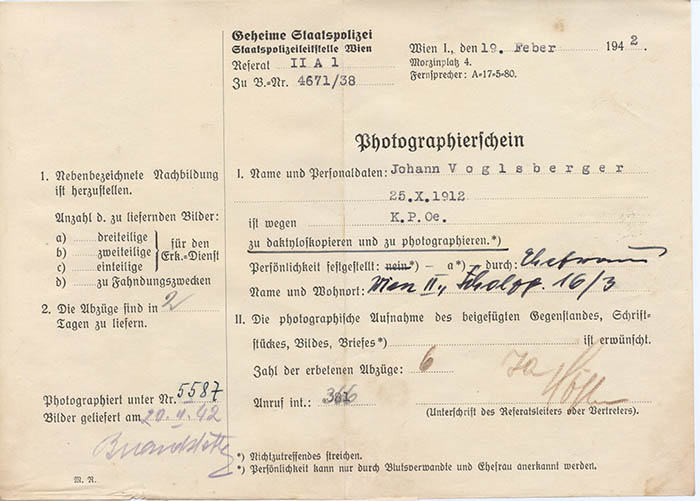 Geheime Staatspolizei
Staatspolizeileitstelle Wien
Referat II A 1
Zu B.=Nr. 4671/38
Wien I., den 19. Feber 1942.
Morzinplatz 4.
Fernsprecher: A=17=5=80.
Photographierschein
1. Nebenbezeichnete Nachbildung
ist herzustellen.
Anzahl d. zu liefernden Bilder:
a) dreiteilige
b) zweiteilige
c) einteilige
für den
Erk.=Dienst
d) zu Fahndungszwecken
2. Die Abzüge sind in 2
Tagen zu liefern.
Photographiert unter Nr. 5587
Bilder geliefert am 20. II. 42
M. N.
I. Name und Personaldaten: Johann Voglsberger
25.X.1912
ist wegen K.P.Oe.
zu daktyloskopieren und zu photographieren.*)
Persönlichkeit festgestellt: nein*) – a*) – durch: Ehefrau
Name und Wohnort: Wien II., 16/3
II. Die photographische Aufnahme des beigefügten Gegenstandes, Schrift=
stückes, Bildes, Briefes*) ist erwünscht.
Zahl der erbetenen Abzüge: 6
Anruf int.:
(Unterschrift des Referatsleiters oder Vertreters).
*) Nichtzutreffendes streichen.
*) Persönlichkeit kann nur durch Blutsverwandte und Ehefrau anerkannt werden.